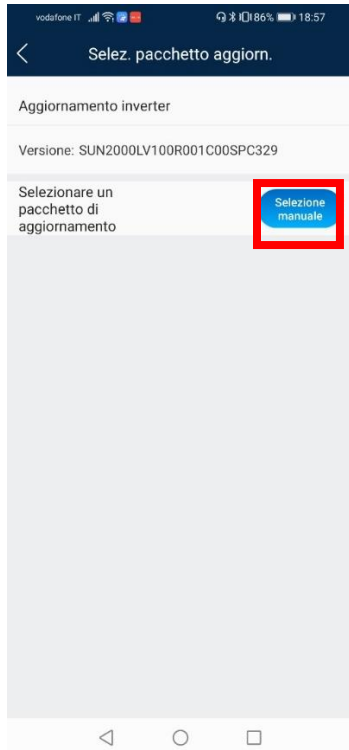 vodafone IT 86% 18:57
Selez. pacchetto aggiorn.
Aggiornamento inverter
Versione: SUN2000LV100R001C00SPC329
Selezionare un
pacchetto di
aggiornamento
Selezione
manuale